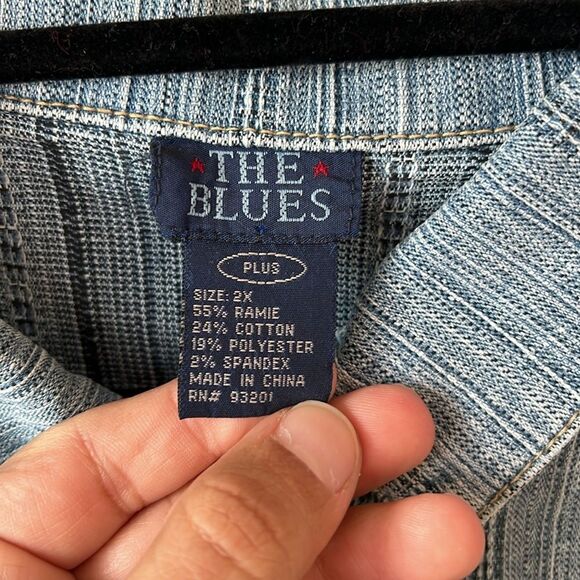 THE
BLUES
PLUS
SIZE: 2X
55% RAMIE
24% COTTON
19% POLYESTER
2% SPANDEX
MADE IN CHINA
RN# 93201